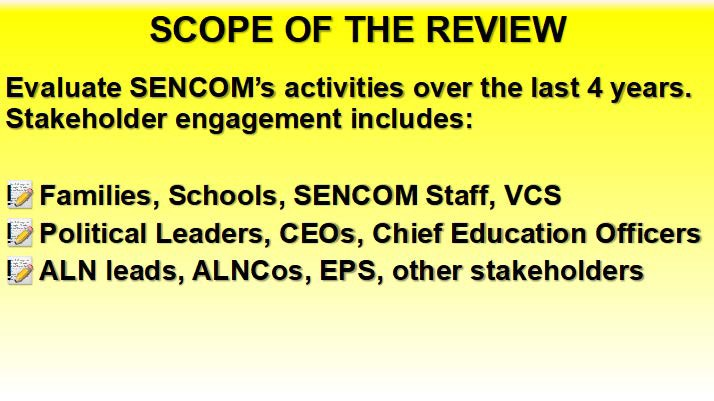 SCOPE OF THE REVIEW
Evaluate SENCOM’s activities over the last 4 years.
Stakeholder engagement includes:
Families, Schools, SENCOM Staff, VCS
Political Leaders, CEOs, Chief Education Officers
ALN leads, ALNCos, EPS, other stakeholders